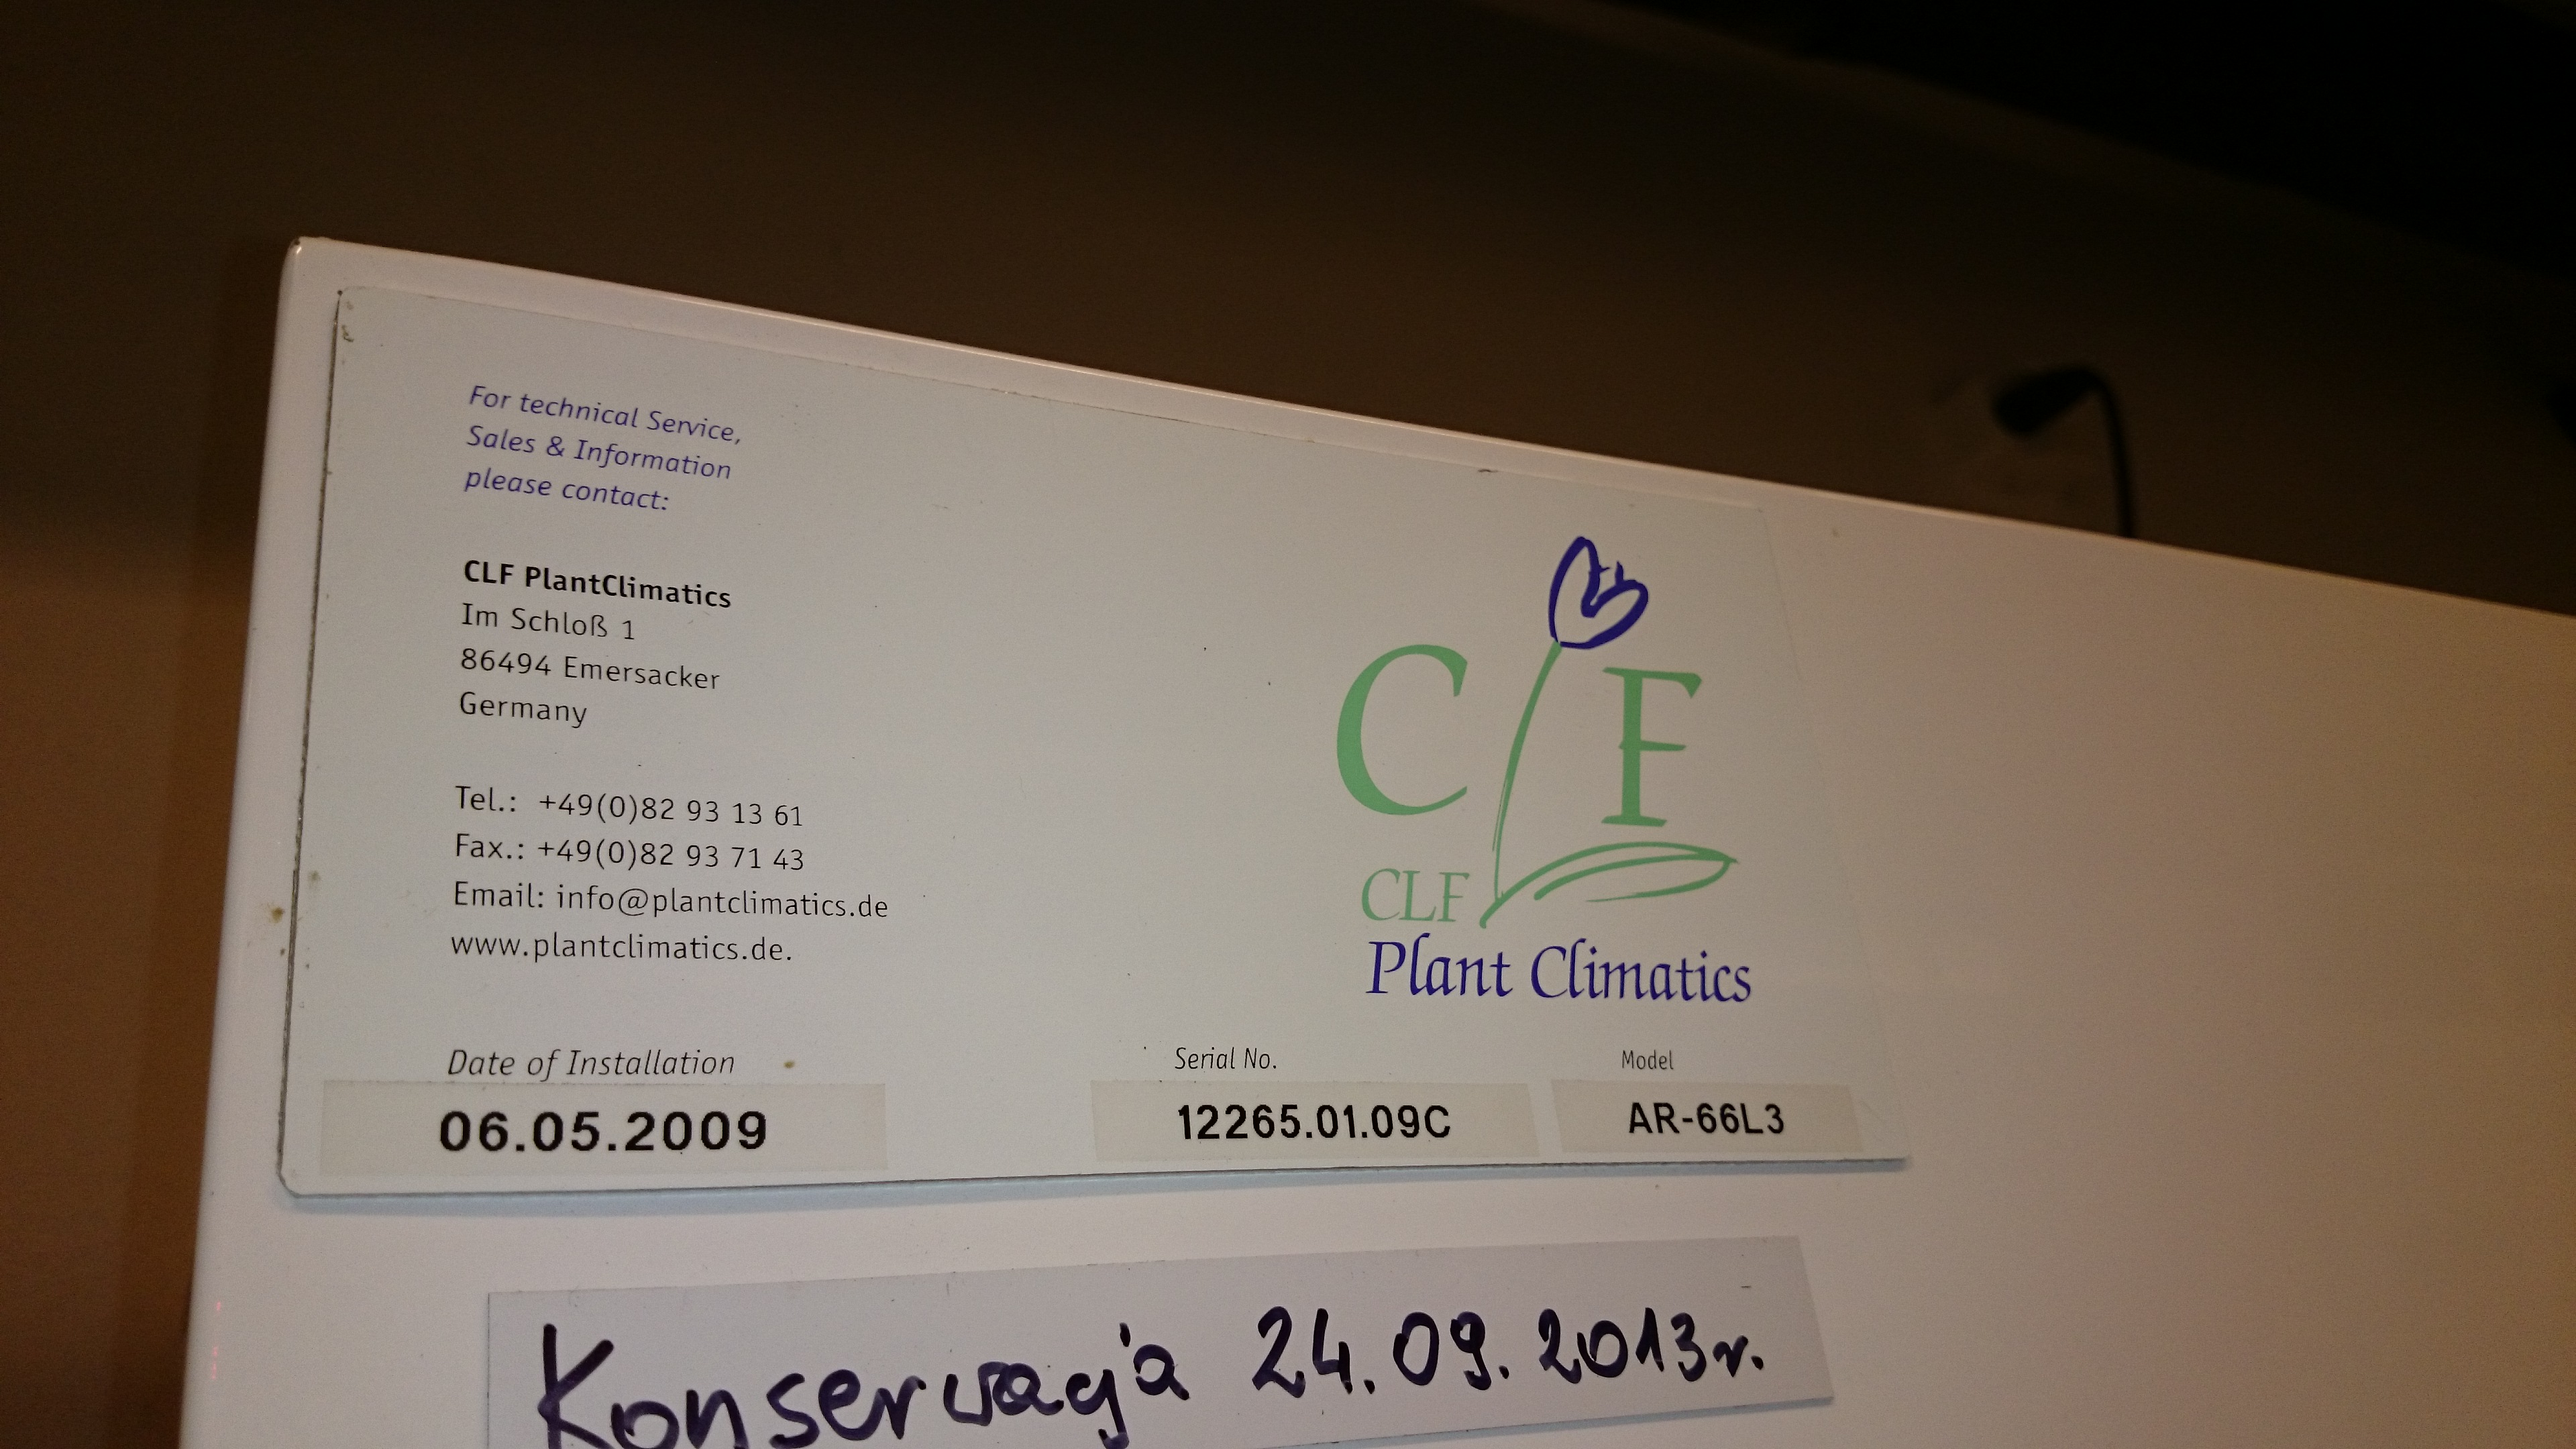 For technical Service,
Sales & Information
please contact:
CLF PlantClimatics
Im Schloß 1
86494 Emersacker
Germany
Tel.: +49(0)82 93 13 61
Fax.: +49(0)82 93 71 43
Email: info@plantclimatics.de
www.plantclimatics.de.
C F
CLF
Plant Climatics
Date of Installation
06.05.2009
Serial No.
12265.01.09C
Model
AR-66L3
Konserwacja 24.09.2013r.